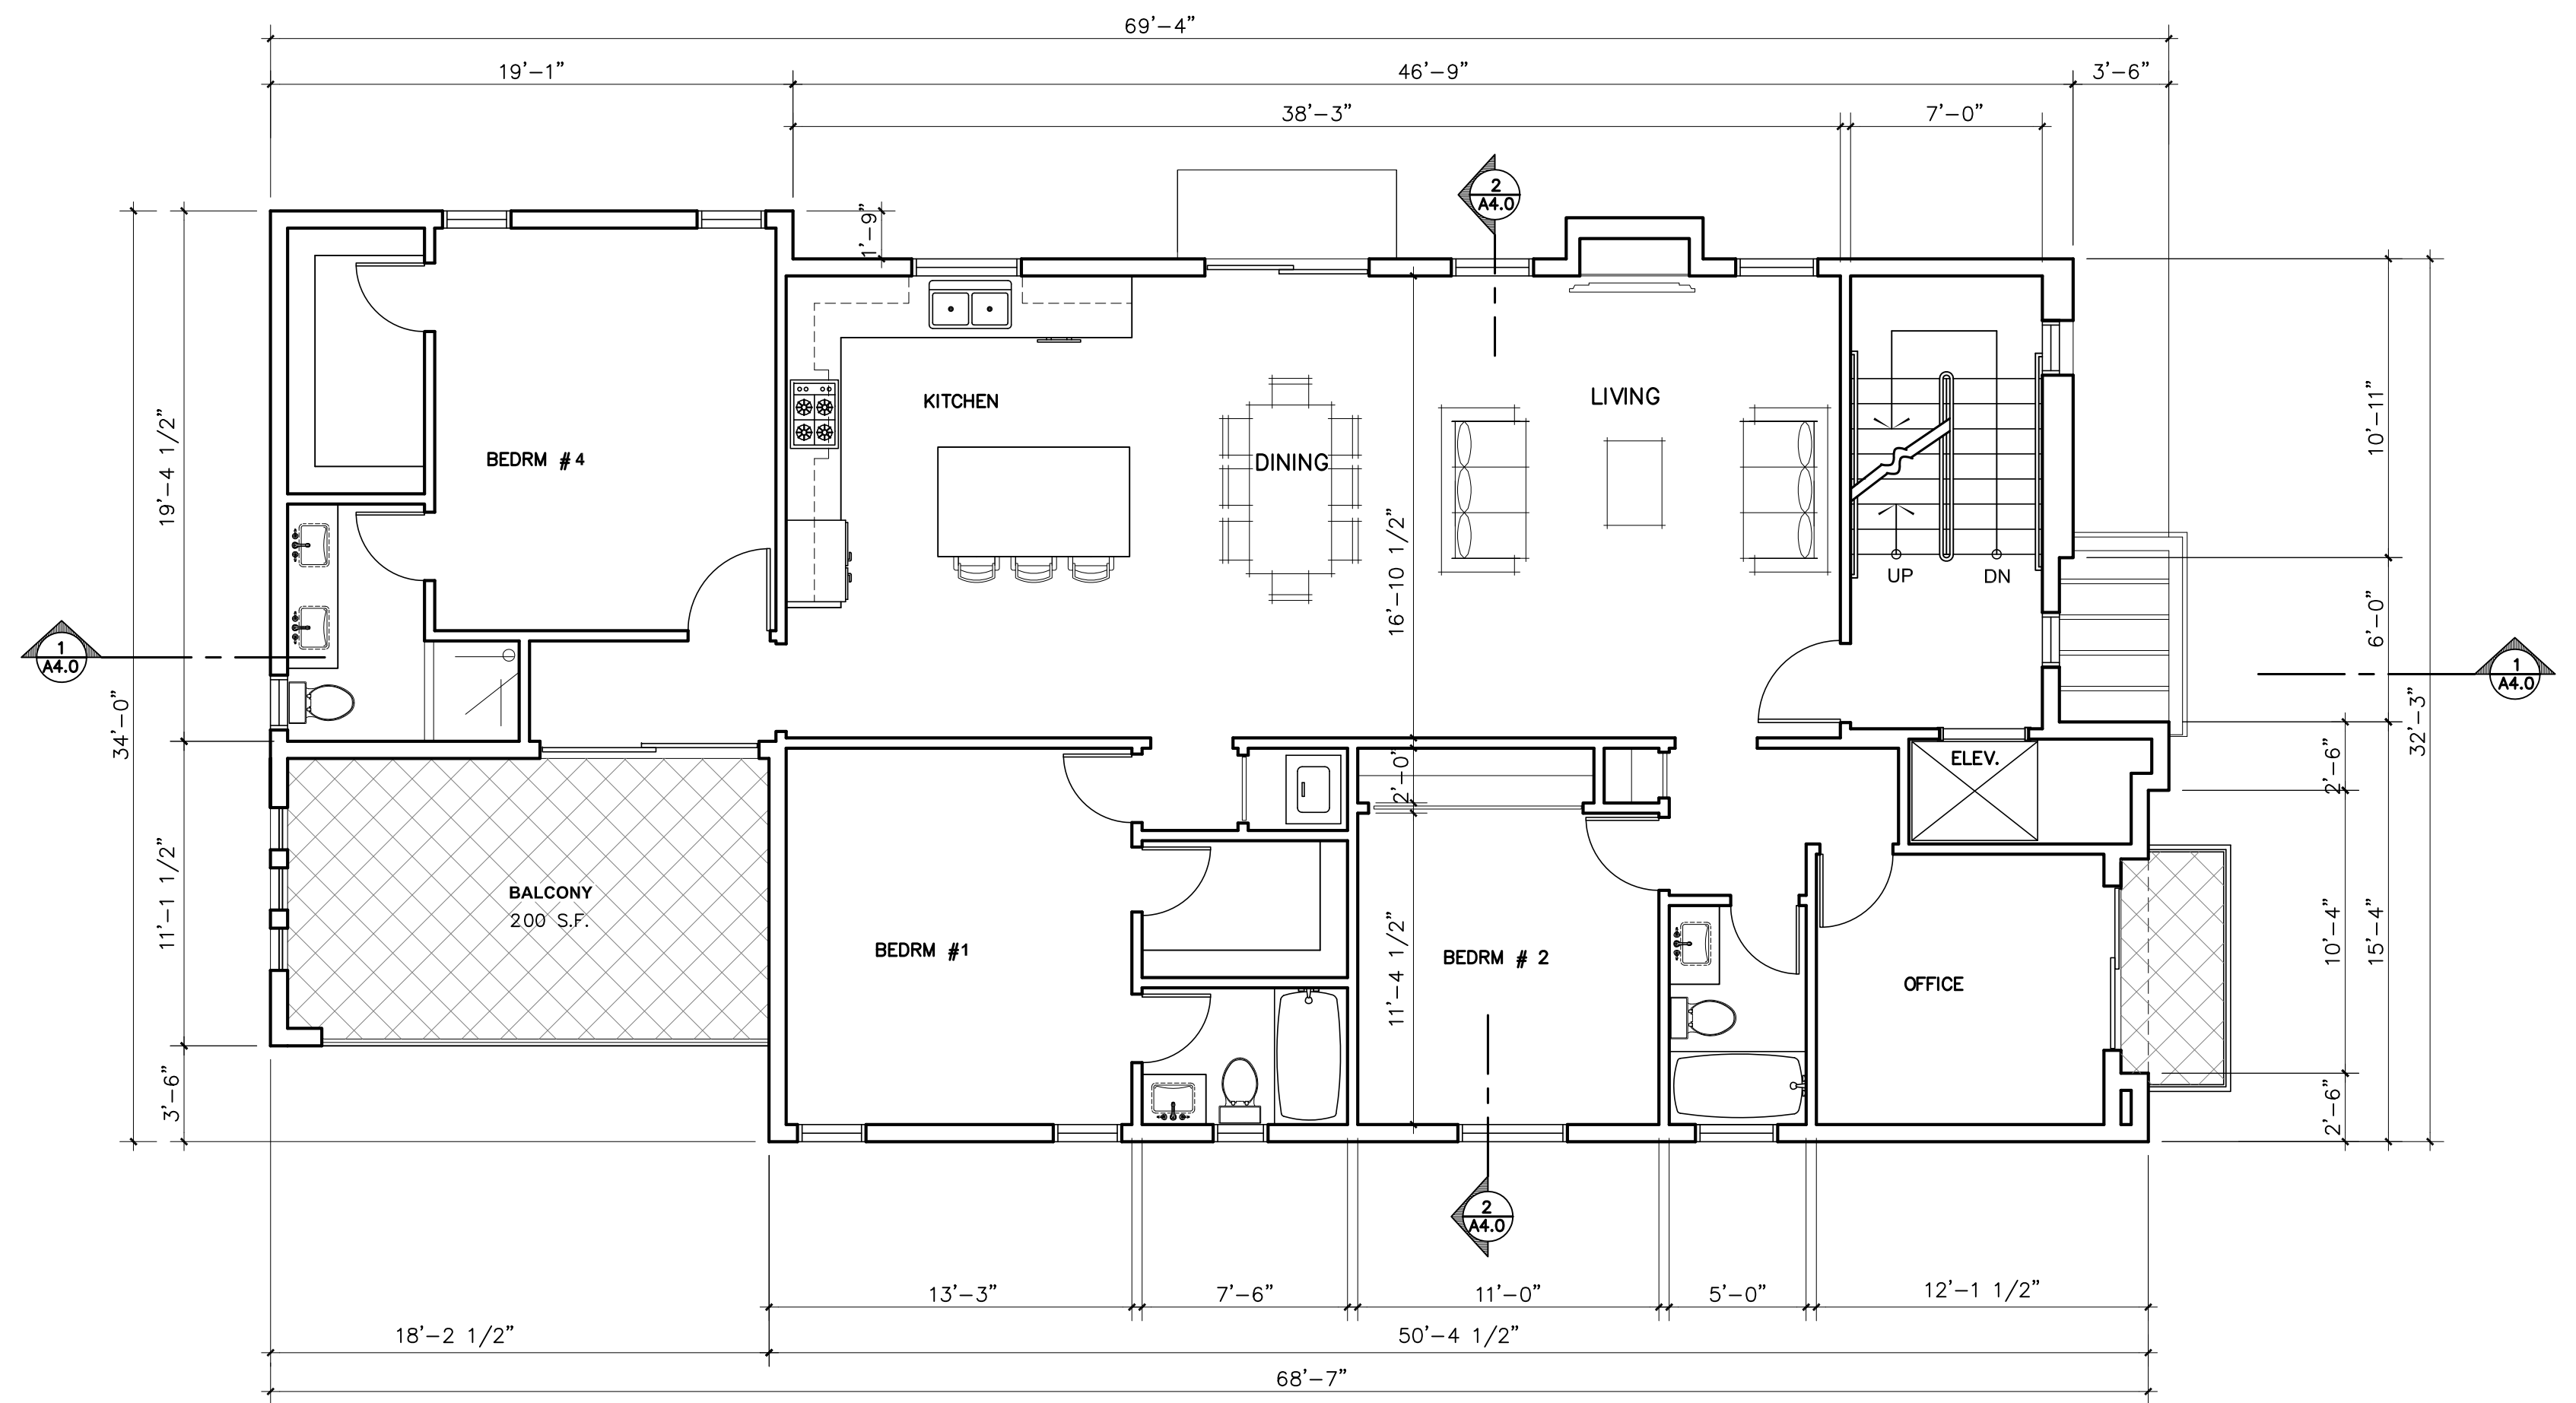 69'-4"
19'-1"
46'-9"
3'-6"
38'-3"
7'-0"
2
A4.0
1'-9"
KITCHEN
LIVING
BEDRM #4
DINING
19'-4 1/2"
10'-11"
16'-10 1/2"
UP
DN
6'-0"
1
A4.0
1
A4.0
34'-0"
32'-3"
ELEV.
2'-0"
2'-6"
BALCONY
200 S.F.
11'-1 1/2"
BEDRM #1
BEDRM # 2
11'-4 1/2"
OFFICE
10'-4"
15'-4"
3'-6"
2'-6"
2
A4.0
13'-3"
7'-6"
11'-0"
5'-0"
12'-1 1/2"
18'-2 1/2"
50'-4 1/2"
68'-7"